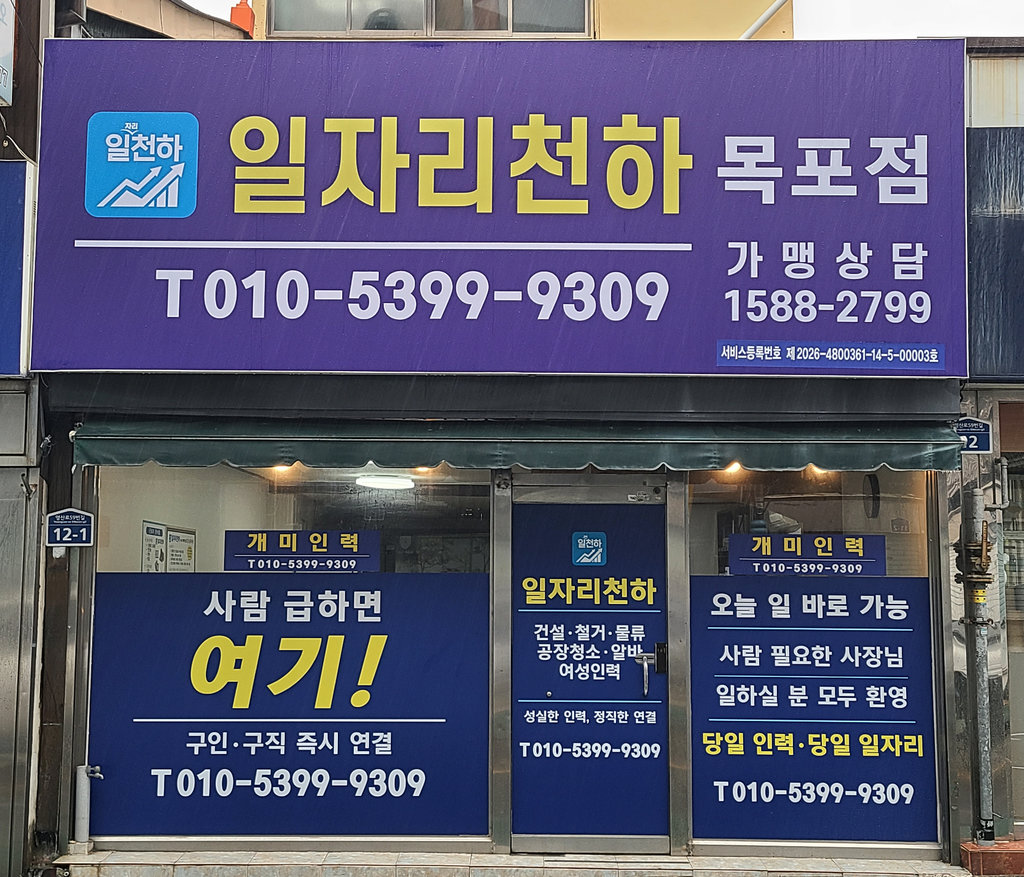 자리
일천하
일자리천하 목포점
T 010-5399-9309
가맹상담
1588-2799
서비스등록번호 제2026-4800361-14-5-00003호
12-1
개미인력
T 010-5399-9309
사람 급하면
여기!
구인·구직 즉시 연결
T 010-5399-9309
일천하
일자리천하
건설·철거·물류
공장청소·알바
여성인력
성실한 인력, 정직한 연결
T 010-5399-9309
개미인력
T 010-5399-9309
오늘 일 바로 가능
사람 필요한 사장님
일하실 분 모두 환영
당일 인력·당일 일자리
T 010-5399-9309